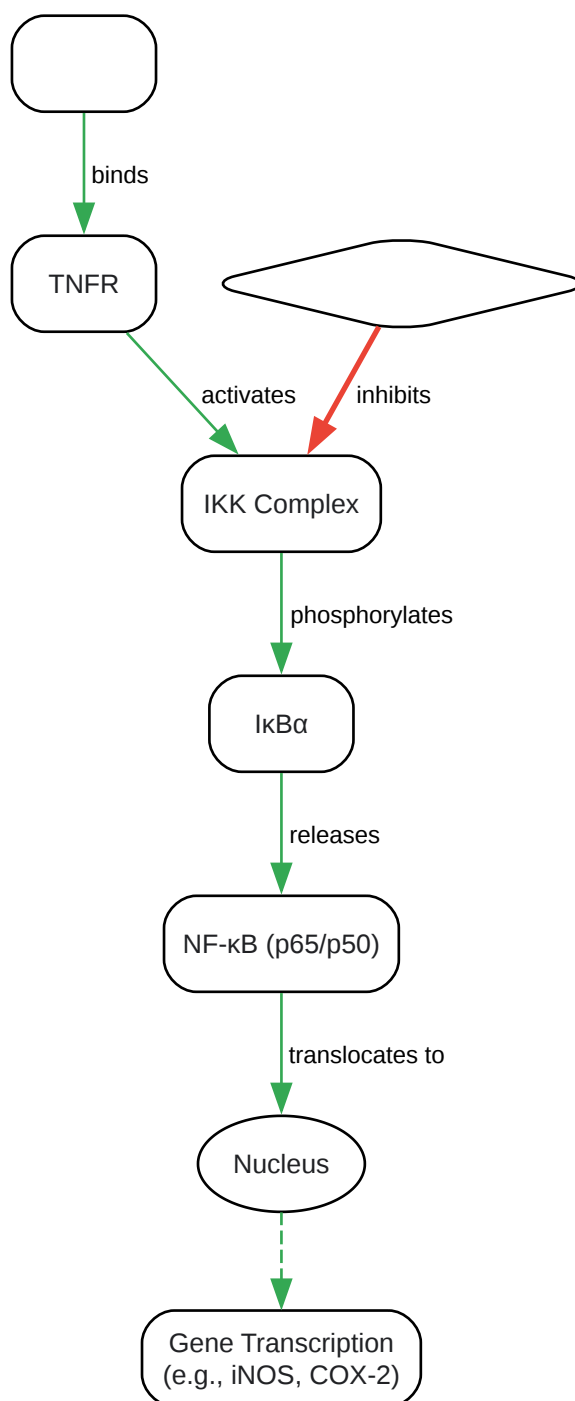 binds
TNFR
activates
inhibits
IKK Complex
phosphorylates
IκBα
releases
NF-κB (p65/p50)
translocates to
Nucleus
Gene Transcription
(e.g., iNOS, COX-2)